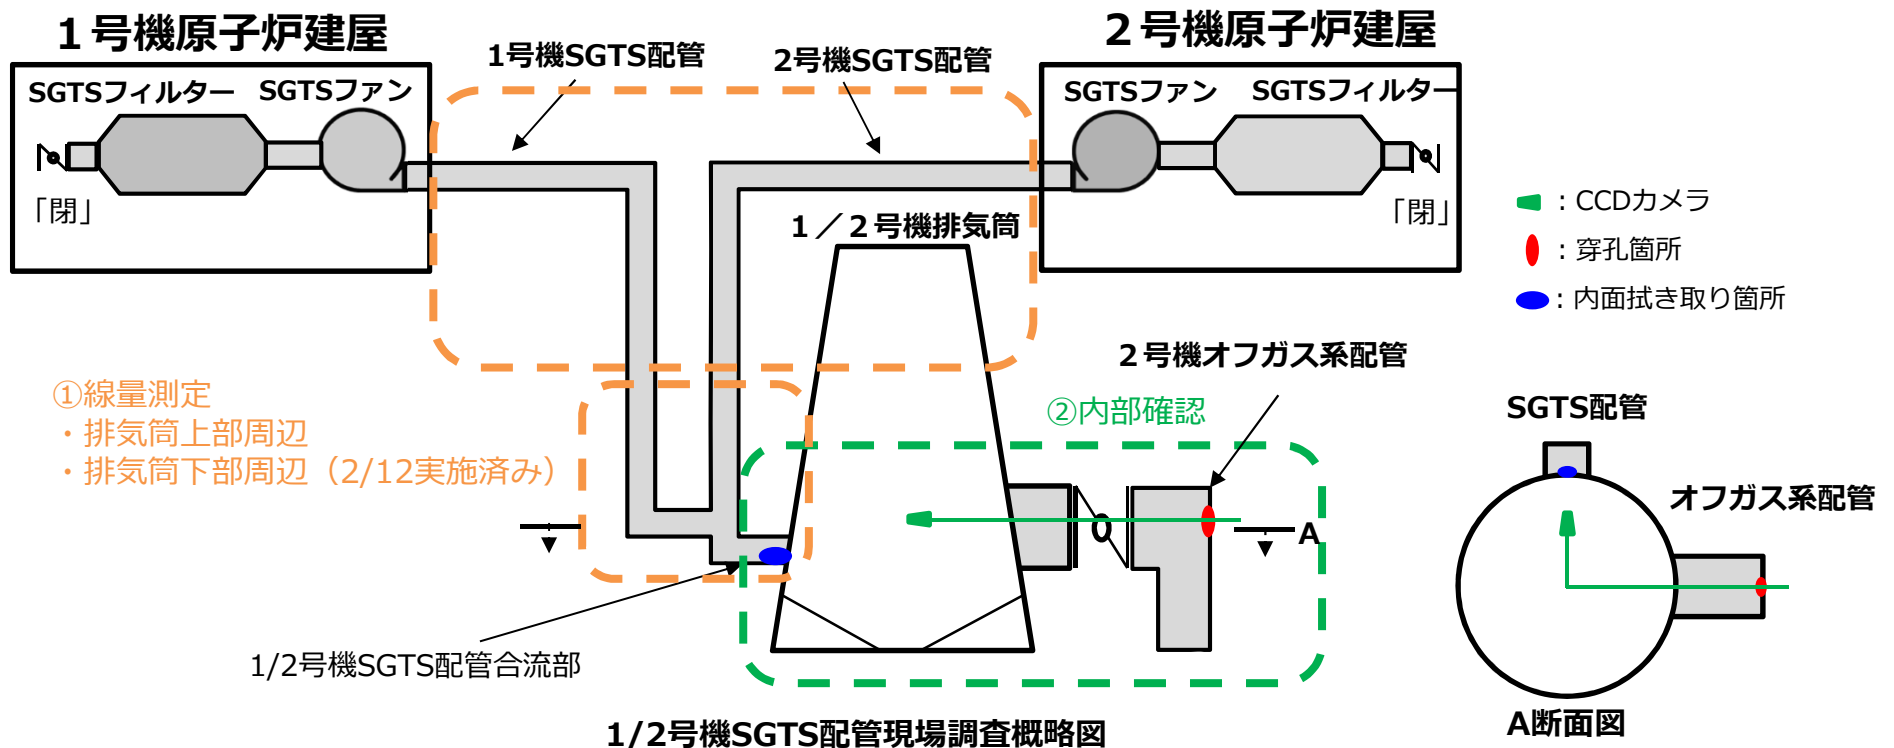 1号機原子炉建屋
2号機原子炉建屋
1号機SGTS配管
2号機SGTS配管
SGTSフィルター
SGTSファン
SGTSファン
SGTSフィルター
「閉」
「閉」
1／2号機排気筒
：CCDカメラ
：穿孔箇所
：内面拭き取り箇所
2号機オフガス系配管
①線量測定
・排気筒上部周辺
・排気筒下部周辺（2/12実施済み）
②内部確認
SGTS配管
オフガス系配管
A
1/2号機SGTS配管合流部
A断面図
1/2号機SGTS配管現場調査概略図